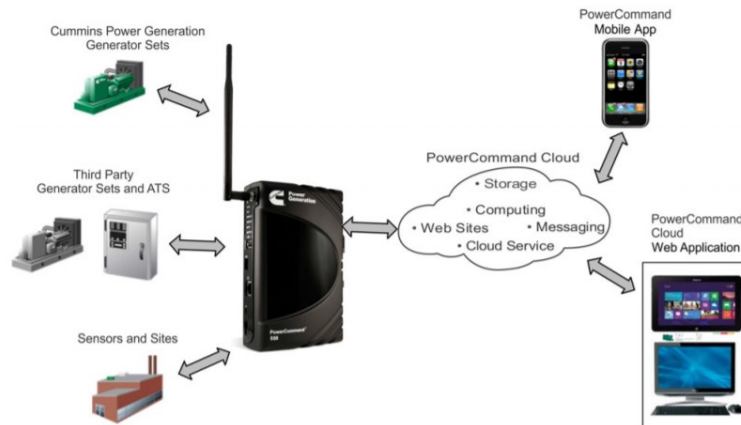 Cummins Power Generation
Generator Sets
PowerCommand
Mobile App
Third Party
Generator Sets and ATS
Power
Generation
PowerCommand Cloud
• Storage
• Computing
• Web Sites
• Messaging
• Cloud Service
PowerCommand
Cloud
Web Application
Sensors and Sites
PowerCommand